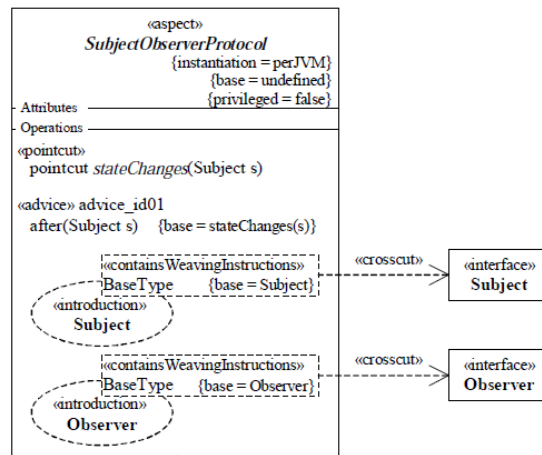 «aspect»
SubjectObserverProtocol
{instantiation = perJVM}
{base = undefined}
{privileged = false}
Attributes
Operations
«pointcut»
pointcut stateChanges(Subject s)
«advice» advice_id01
after(Subject s) {base = stateChanges(s)}
«containsWeavingInstructions»
BaseType {base = Subject}
«introduction»
Subject
«crosscut»
«interface»
Subject
«containsWeavingInstructions»
BaseType {base = Observer}
«introduction»
Observer
«crosscut»
«interface»
Observer